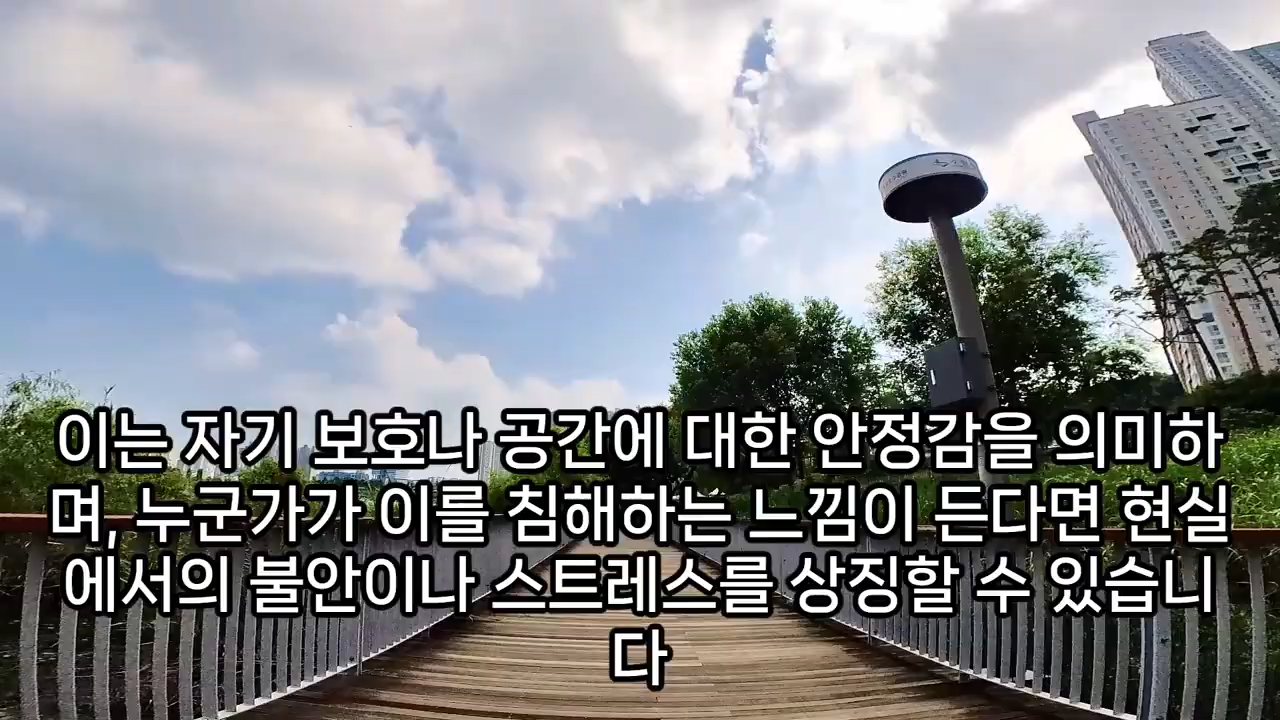 이는 자기 보호나 공간에 대한 안정감을 의미하
며, 누군가가 이를 침해하는 느낌이 든다면 현실
에서의 불안이나 스트레스를 상징할 수 있습니
다